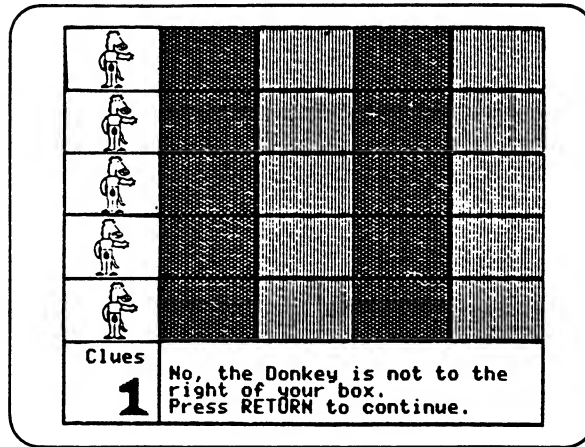 Clues
1
No, the Donkey is not to the
right of your box.
Press RETURN to continue.